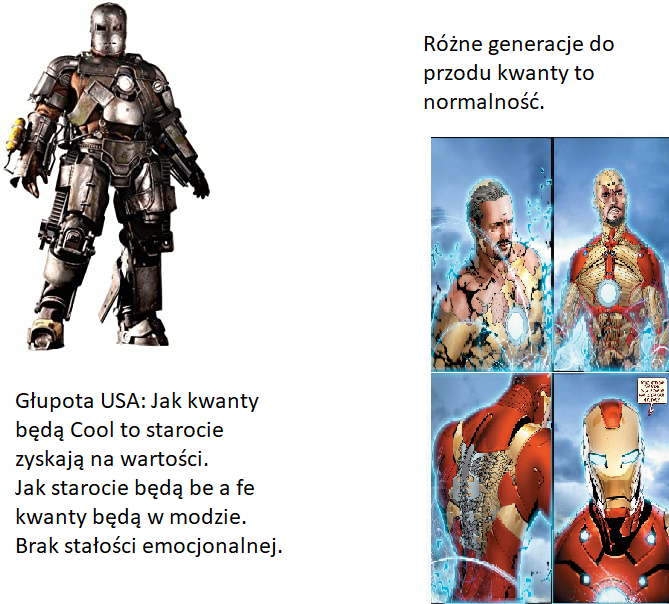 Różne generacje do
przodu kwanty to
normalność.
Głupota USA: Jak kwanty
będą Cool to starocie
zyskają na wartości.
Jak starocie będą be a fe
kwanty będą w modzie.
Brak stałości emocjonalnej.